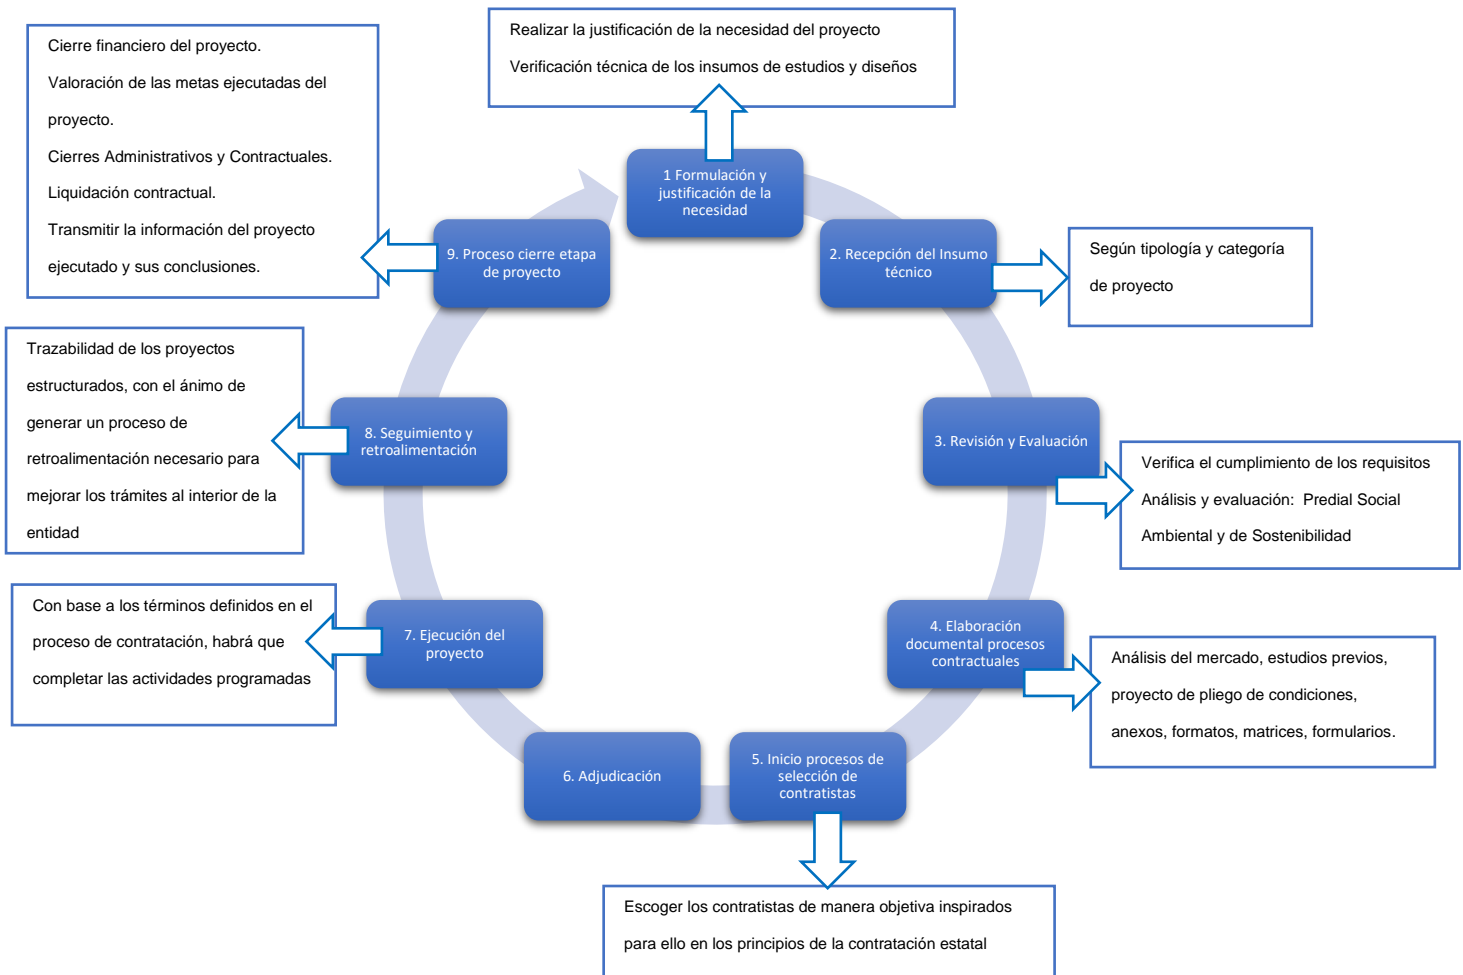 Realizar la justificación de la necesidad del proyecto
Verificación técnica de los insumos de estudios y diseños
1 Formulación y
justificación de la
necesidad
2. Recepción del Insumo
técnico
Según tipología y categoría
de proyecto
3. Revisión y Evaluación
Verifica el cumplimiento de los requisitos
Análisis y evaluación: Predial Social
Ambiental y de Sostenibilidad
4. Elaboración
documental procesos
contractuales
Análisis del mercado, estudios previos,
proyecto de pliego de condiciones,
anexos, formatos, matrices, formularios.
5. Inicio procesos de
selección de
contratistas
Escoger los contratistas de manera objetiva inspirados
para ello en los principios de la contratación estatal
6. Adjudicación
7. Ejecución del
proyecto
Con base a los términos definidos en el
proceso de contratación, habrá que
completar las actividades programadas
8. Seguimiento y
retroalimentación
Trazabilidad de los proyectos
estructurados, con el ánimo de
generar un proceso de
retroalimentación necesario para
mejorar los trámites al interior de la
entidad
9. Proceso cierre etapa
de proyecto
Cierre financiero del proyecto.
Valoración de las metas ejecutadas del
proyecto.
Cierres Administrativos y Contractuales.
Liquidación contractual.
Transmitir la información del proyecto
ejecutado y sus conclusiones.